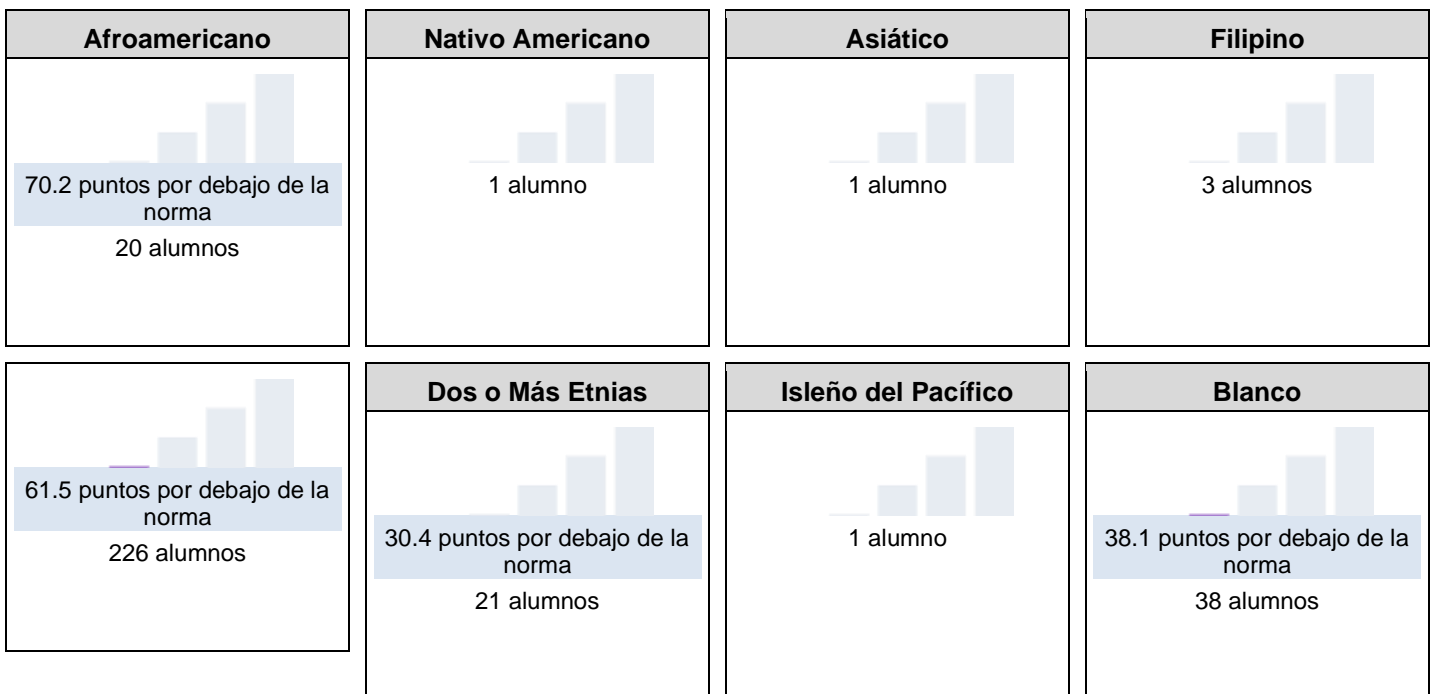 Afroamericano
70.2 puntos por debajo de la
norma
20 alumnos
Nativo Americano
1 alumno
Asiático
1 alumno
Filipino
3 alumnos
61.5 puntos por debajo de la
norma
226 alumnos
Dos o Más Etnias
30.4 puntos por debajo de la
norma
21 alumnos
Isleño del Pacífico
1 alumno
Blanco
38.1 puntos por debajo de la
norma
38 alumnos